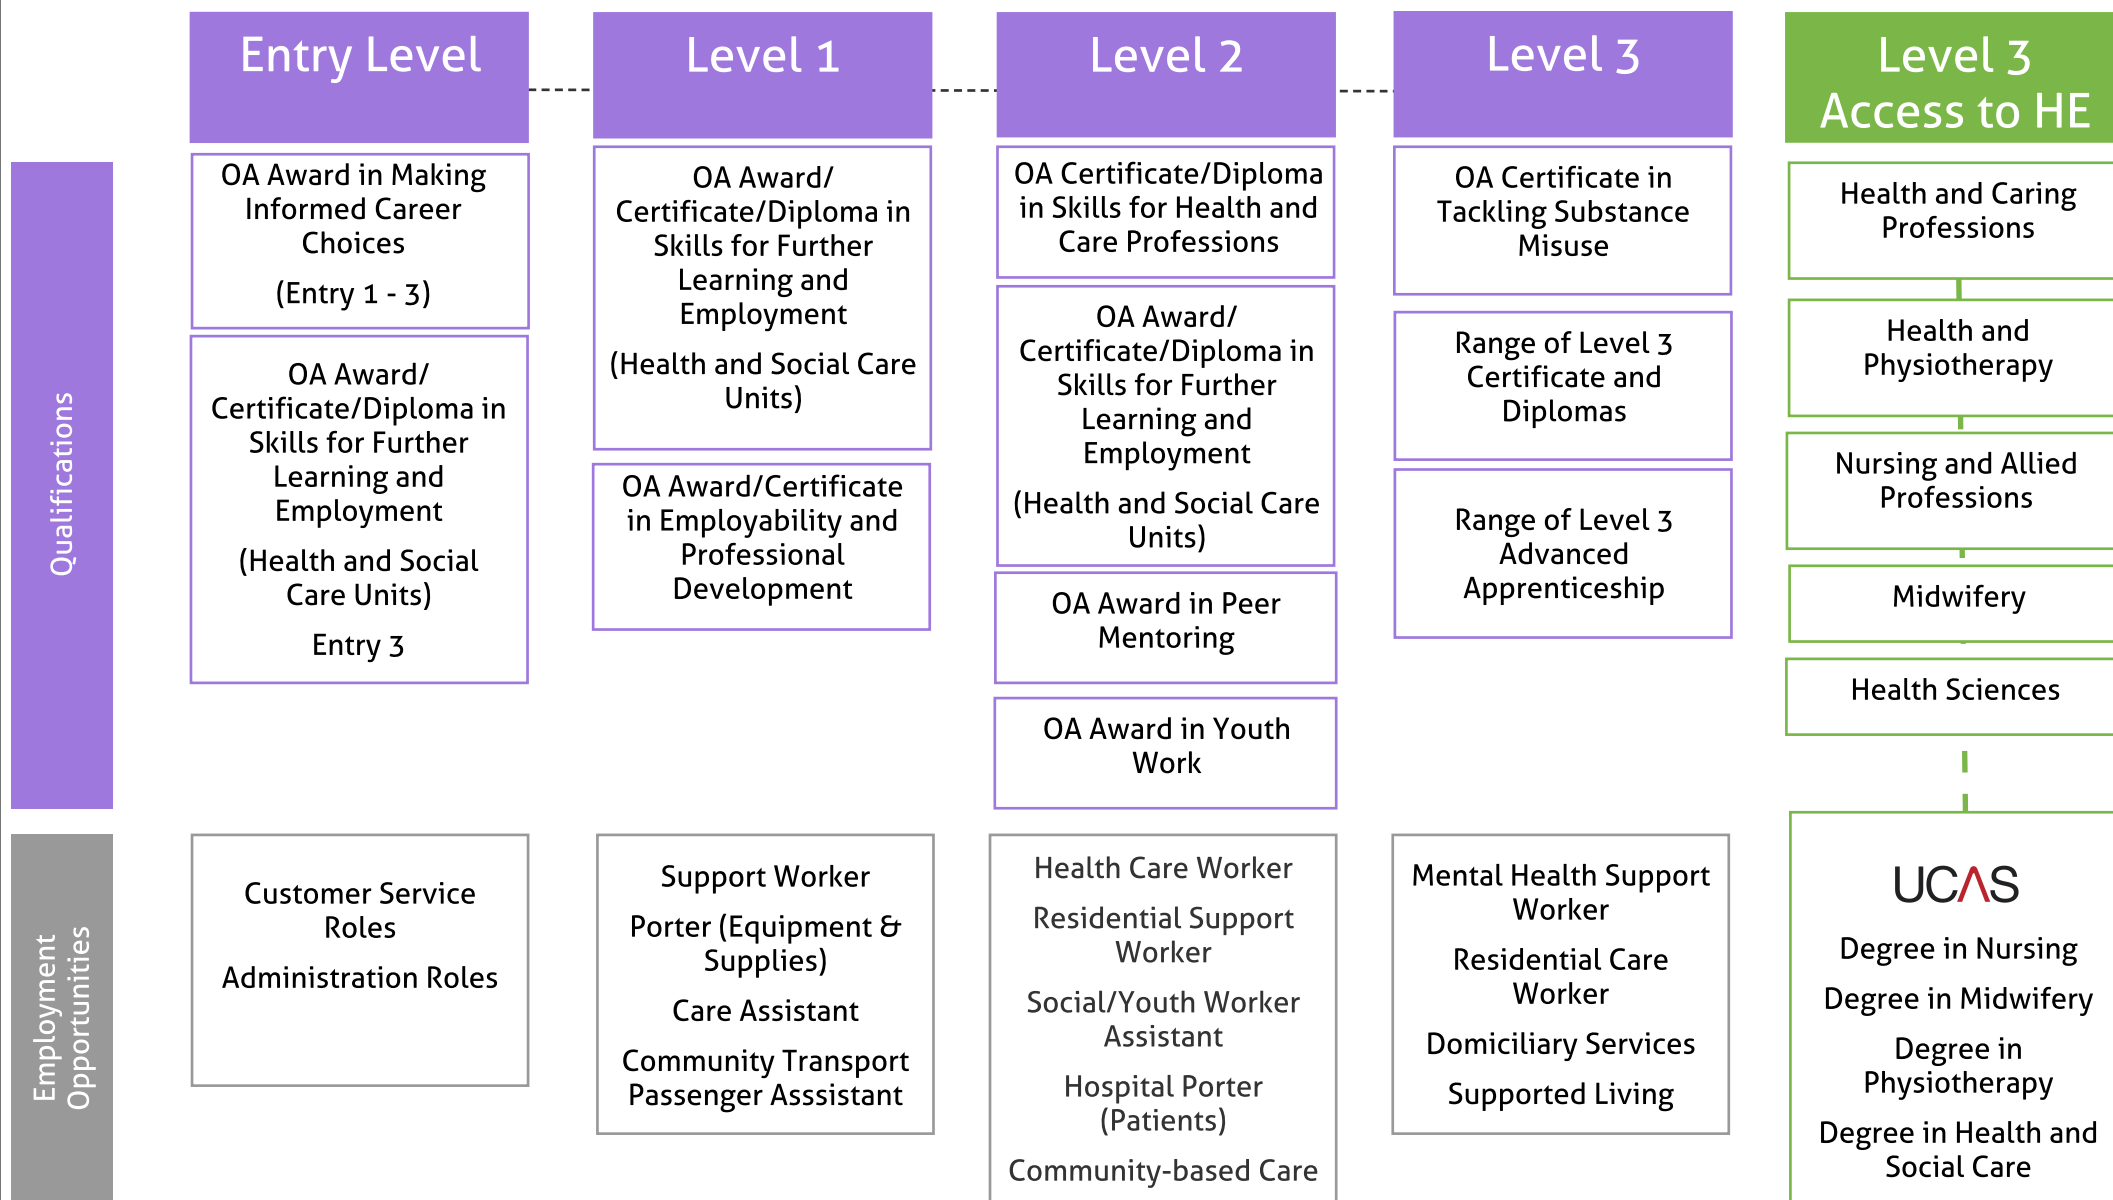 Entry Level
Level 1
Level 2
Level 3
Level 3
Access to HE
Qualifications
OA Award in Making
Informed Career
Choices
(Entry 1 - 3)
OA Award/
Certificate/Diploma in
Skills for Further
Learning and
Employment
(Health and Social
Care Units)
Entry 3
OA Award/
Certificate/Diploma in
Skills for Further
Learning and
Employment
(Health and Social Care
Units)
OA Award/Certificate
in Employability and
Professional
Development
OA Certificate/Diploma
in Skills for Health and
Care Professions
OA Award/
Certificate/Diploma in
Skills for Further
Learning and
Employment
(Health and Social Care
Units)
OA Award in Peer
Mentoring
OA Award in Youth
Work
OA Certificate in
Tackling Substance
Misuse
Range of Level 3
Certificate and
Diplomas
Range of Level 3
Advanced
Apprenticeship
Health and Caring
Professions
Health and
Physiotherapy
Nursing and Allied
Professions
Midwifery
Health Sciences
Employment
Opportunities
Customer Service
Roles
Administration Roles
Support Worker
Porter (Equipment &
Supplies)
Care Assistant
Community Transport
Passenger Asssistant
Health Care Worker
Residential Support
Worker
Social/Youth Worker
Assistant
Hospital Porter
(Patients)
Community-based Care
Mental Health Support
Worker
Residential Care
Worker
Domiciliary Services
Supported Living
UCAS
Degree in Nursing
Degree in Midwifery
Degree in
Physiotherapy
Degree in Health and
Social Care